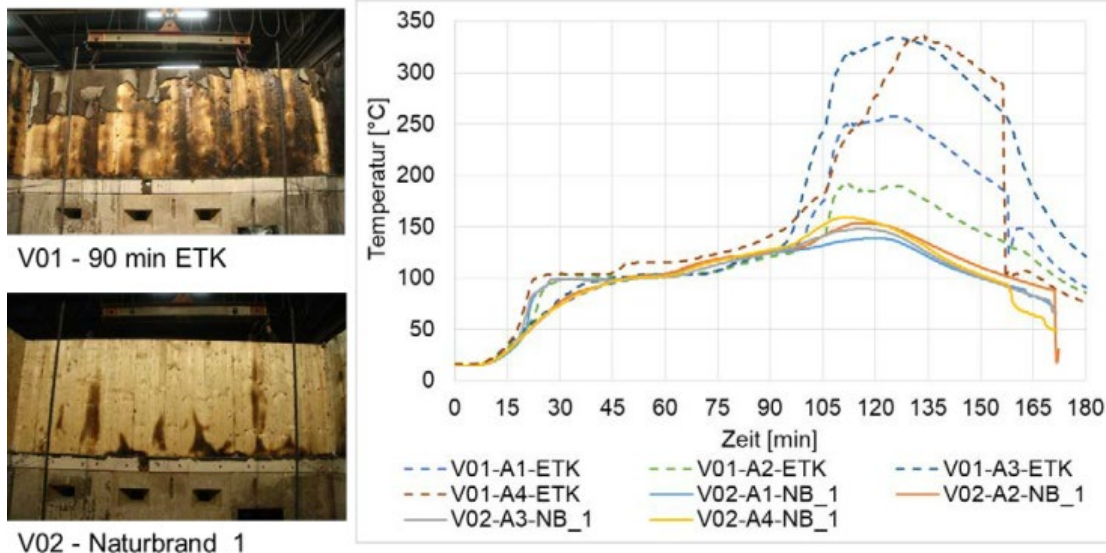 V01 - 90 min ETK
V02 - Naturbrand_1
Temperatur [°C]
350
300
250
200
150
100
50
0
0 15 30 45 60 75 90 105 120 135 150 165 180
Zeit [min]
V01-A1-ETK V01-A2-ETK V01-A3-ETK
V01-A4-ETK V02-A1-NB_1 V02-A2-NB_1
V02-A3-NB_1 V02-A4-NB_1